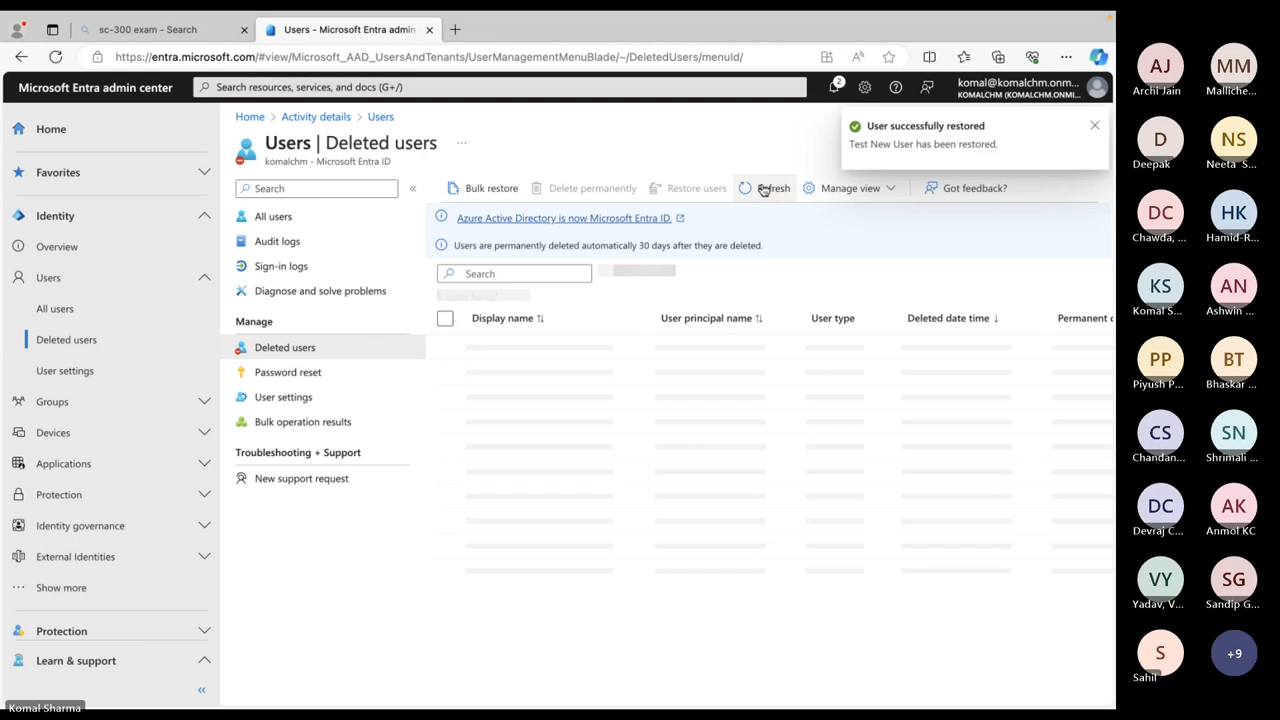 sc-300 exam - Search
Users - Microsoft Entra admin
https://entra.microsoft.com/#view/Microsoft_AAD_UsersAndTenants/UserManagementMenuBlade/~/DeletedUsers/menuId/
Microsoft Entra admin center
Search resources, services, and docs (G+/)
2
komal@komalchm.onm...
KOMALCHM (KOMALCHM.ONMI...
Home
Favorites
Identity
Overview
Users
All users
Deleted users
User settings
Groups
Devices
Applications
Protection
Identity governance
External Identities
Show more
Protection
Learn & support
Home > Activity details > Users
Users | Deleted users
komalchm - Microsoft Entra ID
Search
All users
Audit logs
Sign-in logs
Diagnose and solve problems
Manage
Deleted users
Password reset
User settings
Bulk operation results
Troubleshooting + Support
New support request
User successfully restored
Test New User has been restored.
Bulk restore
Delete permanently
Restore users
Refresh
Manage view
Got feedback?
Azure Active Directory is now Microsoft Entra ID.
Users are permanently deleted automatically 30 days after they are deleted.
Search
Display name
User principal name
User type
Deleted date time
Permanent
Komal Sharma
AJ
Archi Jain
MM
Malliche...
D
Deepak
NS
Neeta S...
DC
Chawda, ...
HK
Hamid-R...
KS
Komal S...
AN
Ashwin ...
PP
Piyush P...
BT
Bhaskar ...
CS
Chandan...
SN
Shrimali ...
DC
Devraj C...
AK
Anmol KC
VY
Yadav, V...
SG
Sandip G...
S
Sahil
+9